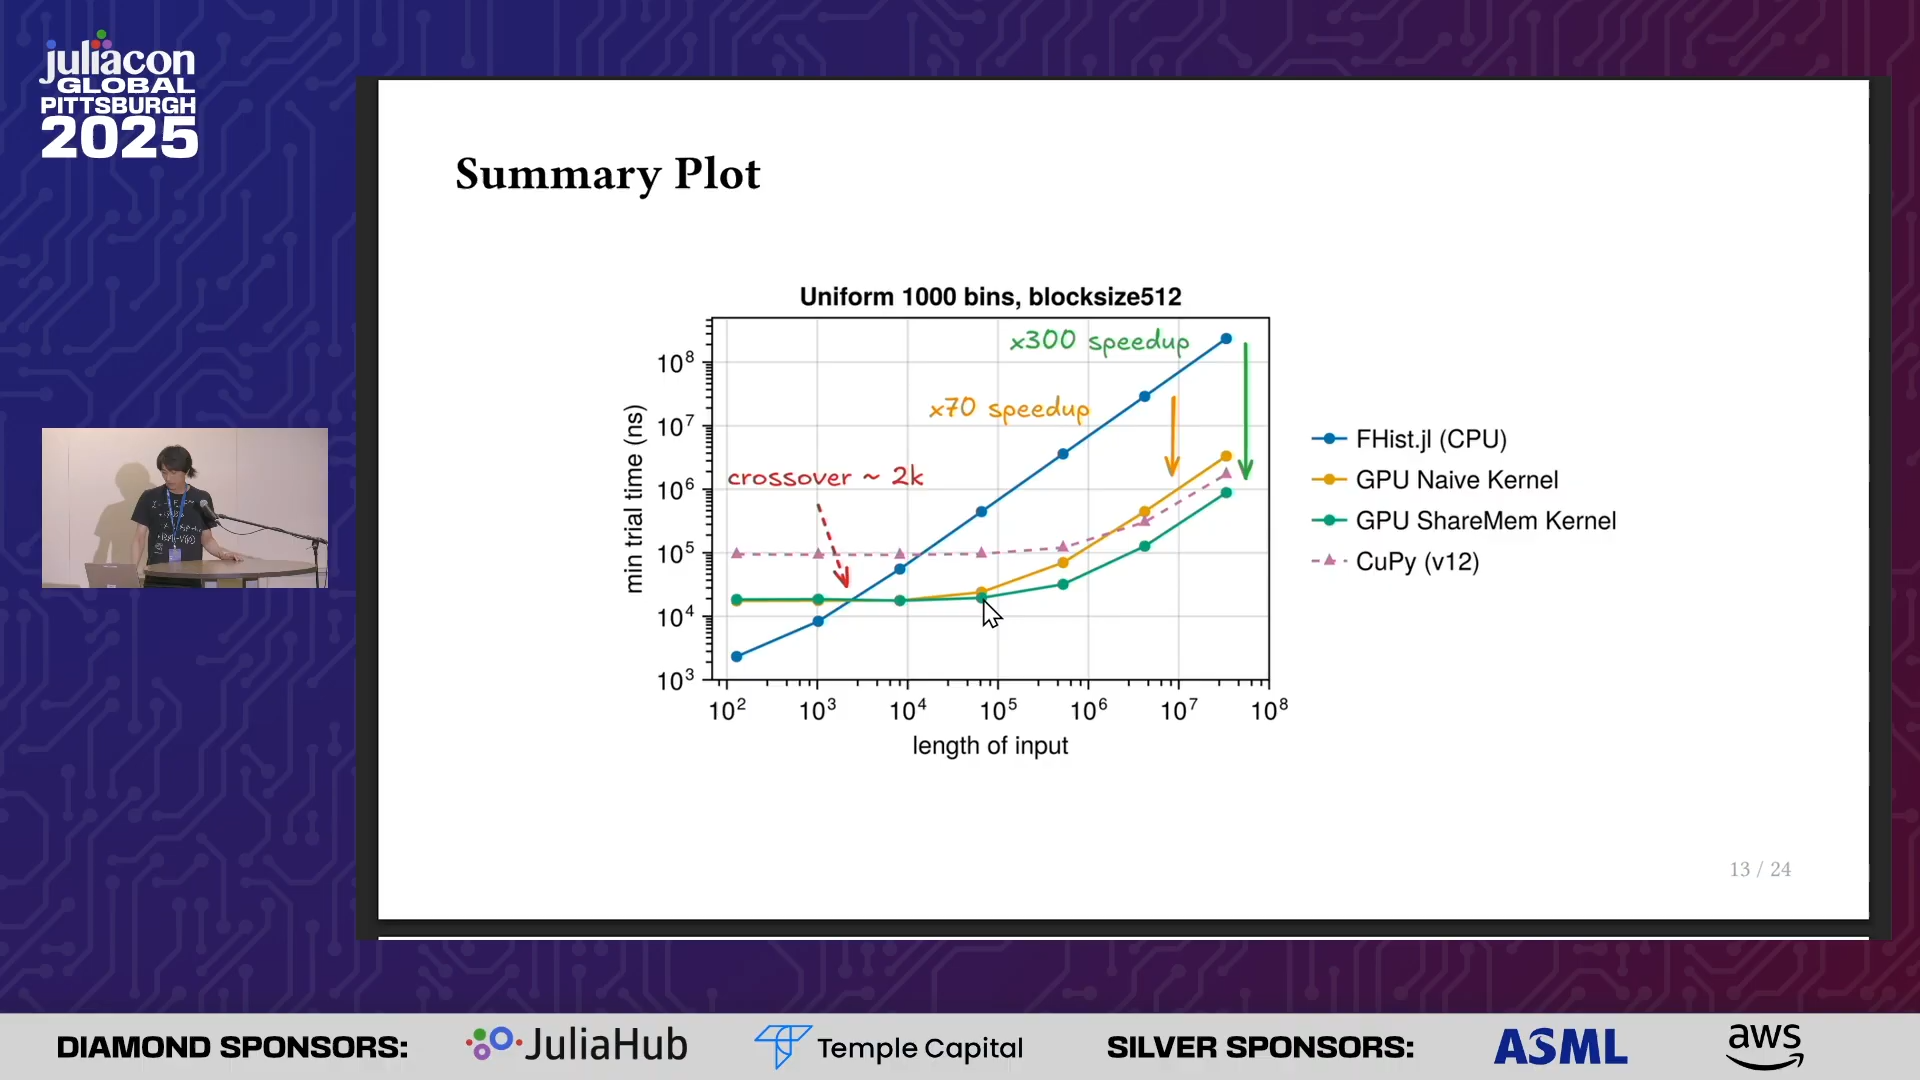 juliacon
GLOBAL
PITTSBURGH
2025
Summary Plot
Uniform 1000 bins, blocksize512
x300 speedup
x70 speedup
crossover ~ 2k
min trial time (ns)
10⁸
10⁷
10⁶
10⁵
10⁴
10³
10² 10³ 10⁴ 10⁵ 10⁶ 10⁷ 10⁸
length of input
FHist.jl (CPU)
GPU Naive Kernel
GPU ShareMem Kernel
CuPy (v12)
13 / 24
DIAMOND SPONSORS: JuliaHub Temple Capital SILVER SPONSORS: ASML aws